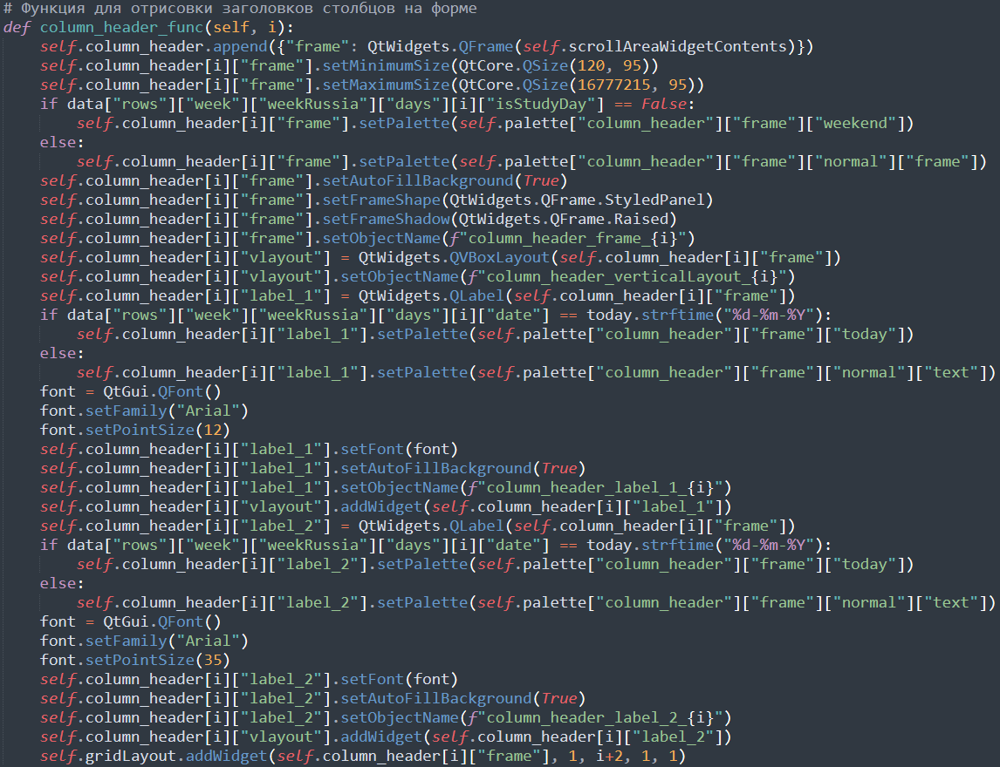 # Функция для отрисовки заголовков столбцов на форме
def column_header_func(self, i):
    self.column_header.append({"frame": QtWidgets.QFrame(self.scrollAreaWidgetContents)})
    self.column_header[i]["frame"].setMinimumSize(QtCore.QSize(120, 95))
    self.column_header[i]["frame"].setMaximumSize(QtCore.QSize(16777215, 95))
    if data["rows"]["week"]["weekRussia"]["days"][i]["isStudyDay"] == False:
        self.column_header[i]["frame"].setPalette(self.palette["column_header"]["frame"]["weekend"])
    else:
        self.column_header[i]["frame"].setPalette(self.palette["column_header"]["frame"]["normal"]["frame"])
    self.column_header[i]["frame"].setAutoFillBackground(True)
    self.column_header[i]["frame"].setFrameShape(QtWidgets.QFrame.StyledPanel)
    self.column_header[i]["frame"].setFrameShadow(QtWidgets.QFrame.Raised)
    self.column_header[i]["frame"].setObjectName(f"column_header_frame_{i}")
    self.column_header[i]["vlayout"] = QtWidgets.QVBoxLayout(self.column_header[i]["frame"])
    self.column_header[i]["vlayout"].setObjectName(f"column_header_verticalLayout_{i}")
    self.column_header[i]["label_1"] = QtWidgets.QLabel(self.column_header[i]["frame"])
    if data["rows"]["week"]["weekRussia"]["days"][i]["date"] == today.strftime("%d-%m-%Y"):
        self.column_header[i]["label_1"].setPalette(self.palette["column_header"]["frame"]["today"])
    else:
        self.column_header[i]["label_1"].setPalette(self.palette["column_header"]["frame"]["normal"]["text"])
    font = QtGui.QFont()
    font.setFamily("Arial")
    font.setPointSize(12)
    self.column_header[i]["label_1"].setFont(font)
    self.column_header[i]["label_1"].setAutoFillBackground(True)
    self.column_header[i]["label_1"].setObjectName(f"column_header_label_1_{i}")
    self.column_header[i]["vlayout"].addWidget(self.column_header[i]["label_1"])
    self.column_header[i]["label_2"] = QtWidgets.QLabel(self.column_header[i]["frame"])
    if data["rows"]["week"]["weekRussia"]["days"][i]["date"] == today.strftime("%d-%m-%Y"):
        self.column_header[i]["label_2"].setPalette(self.palette["column_header"]["frame"]["today"])
    else:
        self.column_header[i]["label_2"].setPalette(self.palette["column_header"]["frame"]["normal"]["text"])
    font = QtGui.QFont()
    font.setFamily("Arial")
    font.setPointSize(35)
    self.column_header[i]["label_2"].setFont(font)
    self.column_header[i]["label_2"].setAutoFillBackground(True)
    self.column_header[i]["label_2"].setObjectName(f"column_header_label_2_{i}")
    self.column_header[i]["vlayout"].addWidget(self.column_header[i]["label_2"])
    self.gridLayout.addWidget(self.column_header[i]["frame"], 1, i+2, 1, 1)